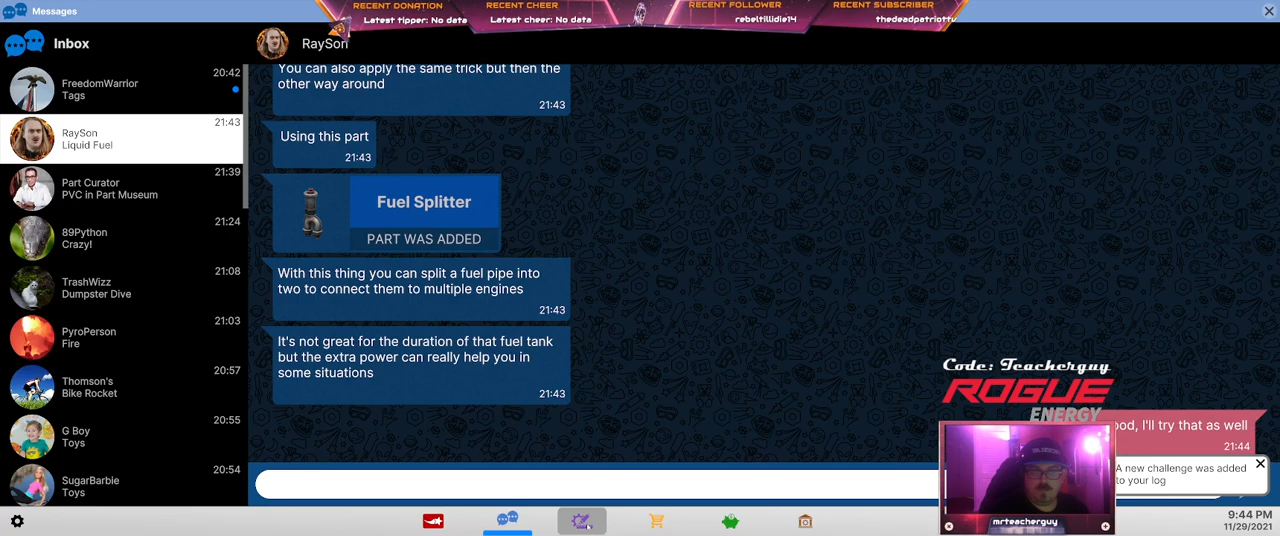 Messages
RECENT DONATION
Latest tipper: No data
RECENT CHEER
Latest cheer: No data
RECENT FOLLOWER
rebeltillidie14
RECENT SUBSCRIBER
thedeadpatriottv
Inbox
RaySon
FreedomWarrior
Tags
20:42
RaySon
Liquid Fuel
21:43
Part Curator
PVC in Part Museum
21:39
89Python
Crazy!
21:24
TrashWizz
Dumpster Dive
21:08
PyroPerson
Fire
21:03
Thomson's
Bike Rocket
20:57
G Boy
Toys
20:55
SugarBarbie
Toys
20:54
You can also apply the same trick but then the
other way around
21:43
Using this part
21:43
Fuel Splitter
PART WAS ADDED
With this thing you can split a fuel pipe into
two to connect them to multiple engines
21:43
It's not great for the duration of that fuel tank
but the extra power can really help you in
some situations
21:43
Code: Teacherguy
ROGUE
ENERGY
ood, I'll try that as well
21:44
A new challenge was added
to your log
mrteacherguy
9:44 PM
11/29/2021